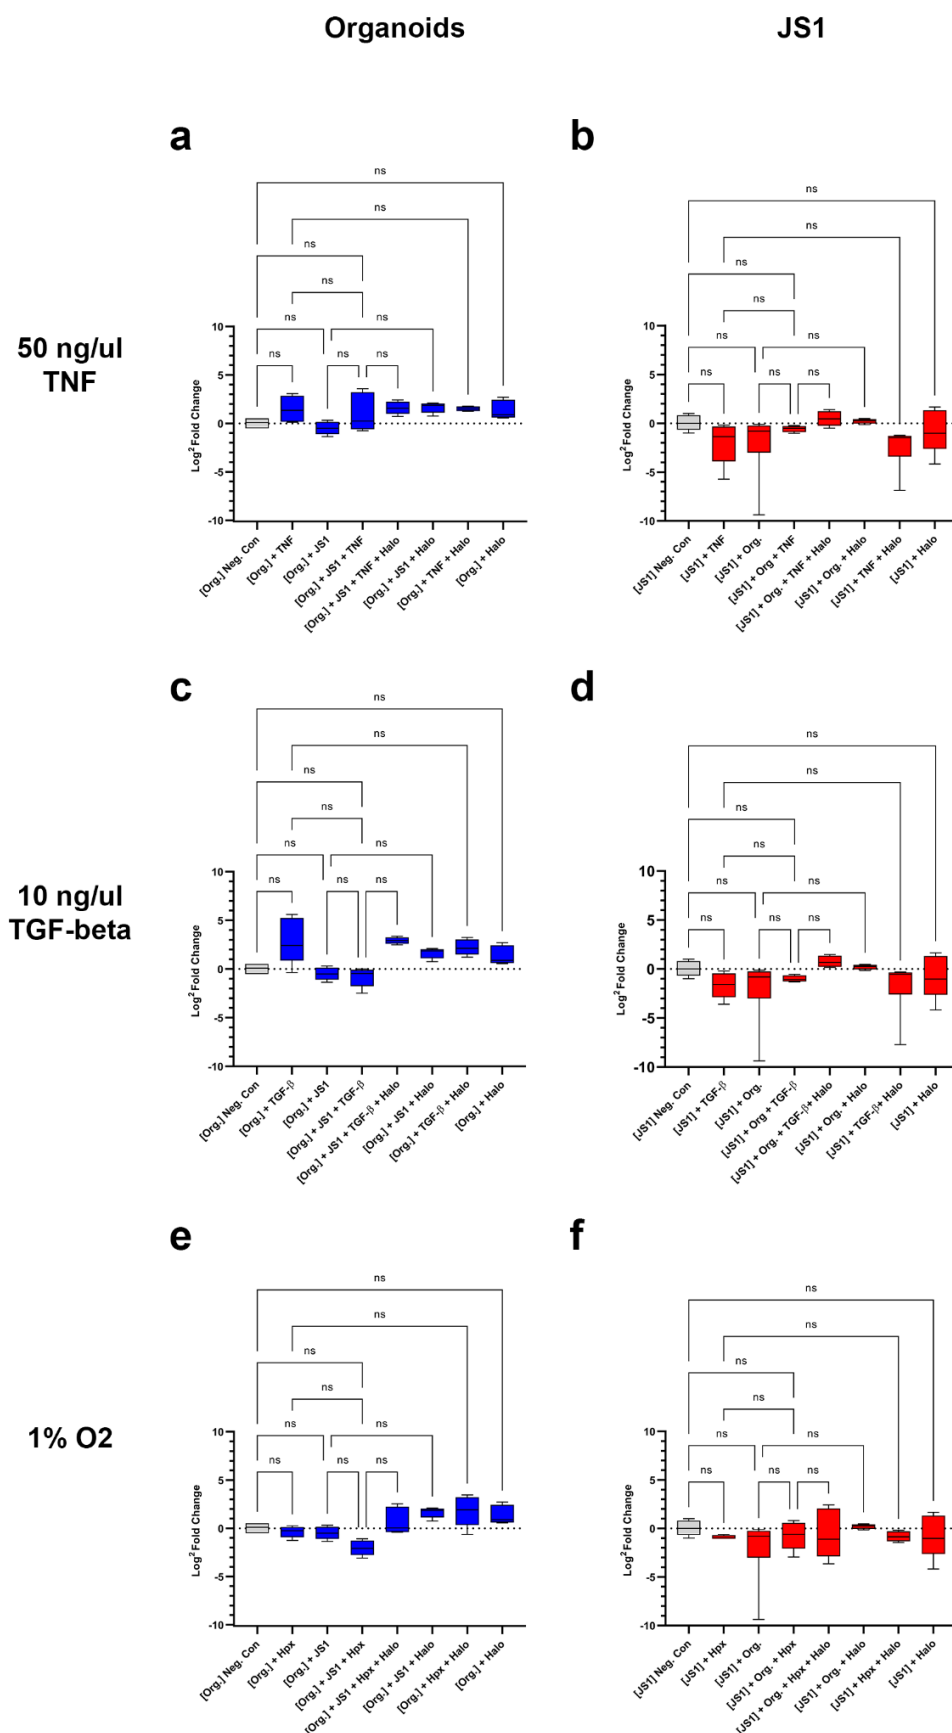 Organoids
JS1
50 ng/ul
TNF
a
ns
ns
ns
ns
ns
ns
ns
ns
ns
Log2 Fold Change
10
5
0
-5
-10
[Org.] Neg. Con
[Org.] + TNF
[Org.] + JS1
[Org.] + JS1 + TNF
[Org.] + JS1 + TNF + Halo
[Org.] + JS1 + Halo
[Org.] + TNF + Halo
[Org.] + Halo
b
ns
ns
ns
ns
ns
ns
ns
ns
ns
Log2 Fold Change
10
5
0
-5
-10
[JS1] Neg. Con
[JS1] + TNF
[JS1] + Org.
[JS1] + Org + TNF
[JS1] + Org. + TNF + Halo
[JS1] + Org. + Halo
[JS1] + TNF + Halo
[JS1] + Halo
10 ng/ul
TGF-beta
c
ns
ns
ns
ns
ns
ns
ns
ns
ns
Log2 Fold Change
10
5
0
-5
-10
[Org.] Neg. Con
[Org.] + TGF-β
[Org.] + JS1
[Org.] + JS1 + TGF-β
[Org.] + JS1 + TGF-β + Halo
[Org.] + JS1 + Halo
[Org.] + TGF-β + Halo
[Org.] + Halo
d
ns
ns
ns
ns
ns
ns
ns
ns
ns
Log2 Fold Change
10
5
0
-5
-10
[JS1] Neg. Con
[JS1] + TGF-β
[JS1] + Org.
[JS1] + Org + TGF-β
[JS1] + Org. + TGF-β+ Halo
[JS1] + Org. + Halo
[JS1] + TGF-β+ Halo
[JS1] + Halo
1% O2
e
ns
ns
ns
ns
ns
ns
ns
ns
ns
Log2 Fold Change
10
5
0
-5
-10
[Org.] Neg. Con
[Org.] + Hpx
[Org.] + JS1
[Org.] + JS1 + Hpx
[Org.] + JS1 + Hpx + Halo
[Org.] + JS1 + Halo
[Org.] + Hpx + Halo
[Org.] + Halo
f
ns
ns
ns
ns
ns
ns
ns
ns
ns
Log2 Fold Change
10
5
0
-5
-10
[JS1] Neg. Con
[JS1] + Hpx
[JS1] + Org.
[JS1] + Org. + Hpx
[JS1] + Org. + Hpx + Halo
[JS1] + Org. + Halo
[JS1] + Hpx + Halo
[JS1] + Halo